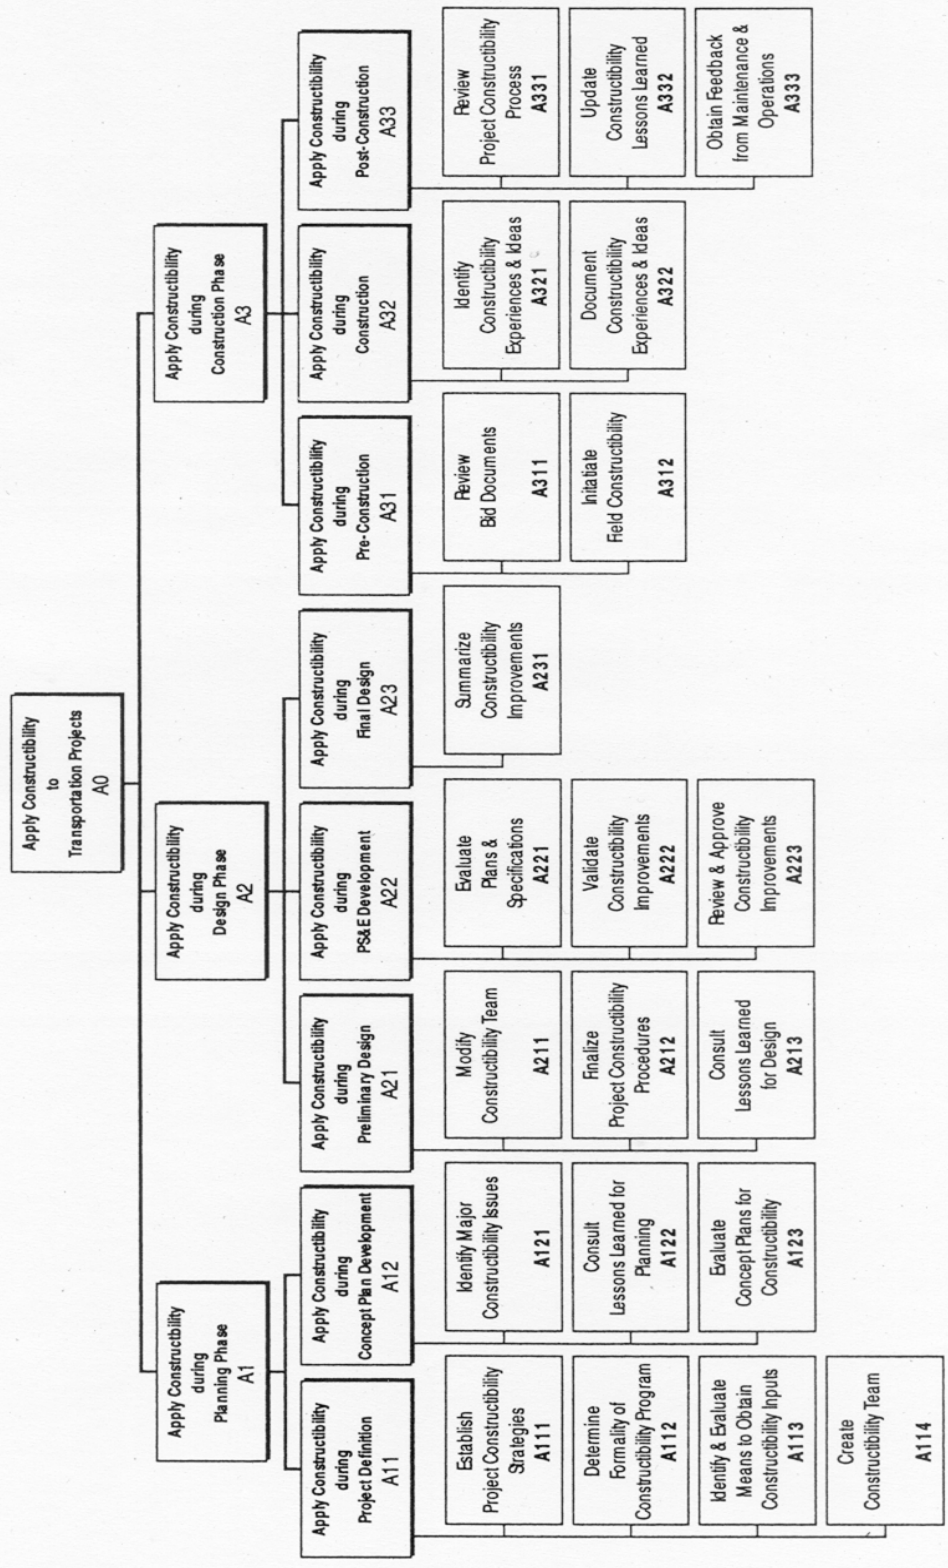 Apply Constructibility
to
Transportation Projects
A0
Apply Constructibility
during
Planning Phase
A1
Apply Constructibility
during
Design Phase
A2
Apply Constructibility
during
Construction Phase
A3
Apply Constructibility
during
Project Definition
A11
Apply Constructibility
during
Concept Plan Development
A12
Apply Constructibility
during
Preliminary Design
A21
Apply Constructibility
during
PS&E Development
A22
Apply Constructibility
during
Final Design
A23
Apply Constructibility
during
Pre-Construction
A31
Apply Constructibility
during
Construction
A32
Apply Constructibility
during
Post-Construction
A33
Establish
Project Constructibility
Strategies
A111
Determine
Formality of
Constructibility Program
A112
Identify & Evaluate
Means to Obtain
Constructibility Inputs
A113
Create
Constructibility Team
A114
Identify Major
Constructibility Issues
A121
Consult
Lessons Learned for
Planning
A122
Evaluate
Concept Plans for
Constructibility
A123
Modify
Constructibility Team
A211
Finalize
Project Constructibility
Procedures
A212
Consult
Lessons Learned
for Design
A213
Evaluate
Plans &
Specifications
A221
Validate
Constructibility
Improvements
A222
Review & Approve
Constructibility
Improvements
A223
Summarize
Constructibility
Improvements
A231
Review
Bid Documents
A311
Initatiate
Field Constructibility
A312
Identify
Constructibility
Experiences & Ideas
A321
Document
Constructibility
Experiences & Ideas
A322
Review
Project Constructibility
Process
A331
Update
Constructibility
Lessons Learned
A332
Obtain Feedback
from Maintenance &
Operations
A333